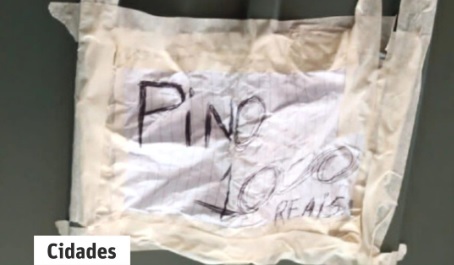 PiNO
1000
REAIS
Cidades